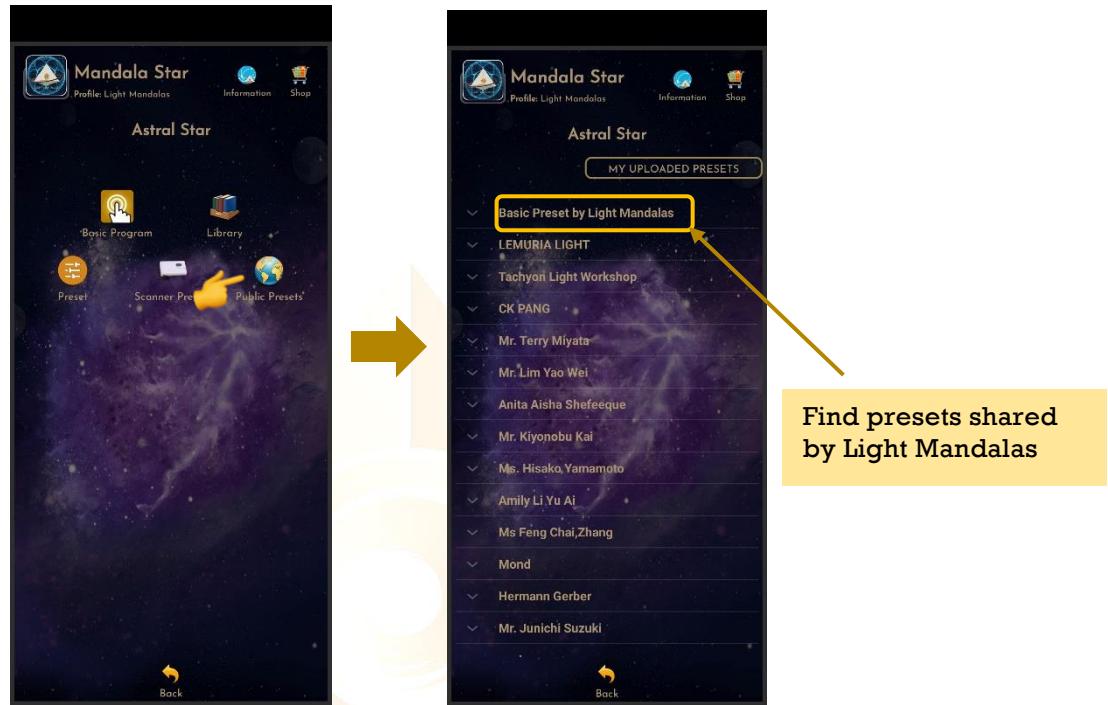 Mandala Star
Profile: Light Mandalas
Information
Shop
Astral Star
Basic Program
Library
Preset
Scanner Pre
Public Presets
Back
Mandala Star
Profile: Light Mandalas
Information
Shop
Astral Star
MY UPLOADED PRESETS
Basic Preset by Light Mandalas
LEMURIA LIGHT
Tachyon Light Workshop
CK PANG
Mr. Terry Miyata
Mr. Lim Yao Wei
Anita Aisha Shefeeque
Mr. Kiyonobu Kai
Ms. Hisako,Yamamoto
Amily Li Yu Ai
Ms Feng Chai,Zhang
Mond
Hermann Gerber
Mr. Junichi Suzuki
Back
Find presets shared
by Light Mandalas